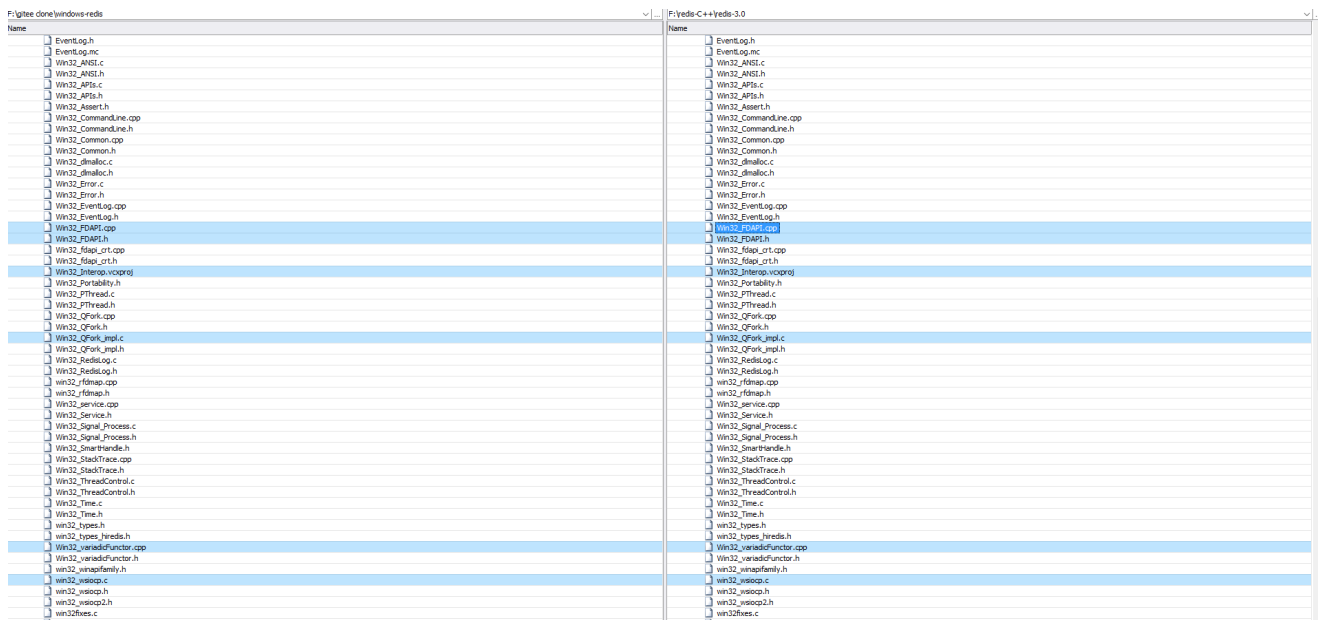 F:\gitee clone\windows-redis
Name
EventLog.h
EventLog.mc
Win32_ANSI.c
Win32_ANSI.h
Win32_APIs.c
Win32_APIs.h
Win32_Assert.h
Win32_CommandLine.cpp
Win32_CommandLine.h
Win32_Common.cpp
Win32_Common.h
Win32_dlmalloc.c
Win32_dlmalloc.h
Win32_Error.c
Win32_Error.h
Win32_EventLog.cpp
Win32_EventLog.h
Win32_FDAPI.cpp
Win32_FDAPI.h
Win32_fdapi_crt.cpp
Win32_fdapi_crt.h
Win32_Interop.vcxproj
Win32_Portability.h
Win32_PThread.c
Win32_PThread.h
Win32_QFork.cpp
Win32_QFork.h
Win32_QFork_impl.c
Win32_QFork_impl.h
Win32_RedisLog.c
Win32_RedisLog.h
win32_rfdmap.cpp
win32_rfdmap.h
Win32_service.cpp
Win32_Service.h
Win32_Signal_Process.c
Win32_Signal_Process.h
Win32_SmartHandle.h
Win32_StackTrace.cpp
Win32_StackTrace.h
Win32_ThreadControl.c
Win32_ThreadControl.h
Win32_Time.c
Win32_Time.h
win32_types.h
win32_types_hiredis.h
Win32_variadicFunctor.cpp
Win32_variadicFunctor.h
win32_winapifamily.h
win32_wsiocp.c
win32_wsiocp.h
win32_wsiocp2.h
win32fixes.c
F:\redis-C++\redis-3.0
Name
EventLog.h
EventLog.mc
Win32_ANSI.c
Win32_ANSI.h
Win32_APIs.c
Win32_APIs.h
Win32_Assert.h
Win32_CommandLine.cpp
Win32_CommandLine.h
Win32_Common.cpp
Win32_Common.h
Win32_dlmalloc.c
Win32_dlmalloc.h
Win32_Error.c
Win32_Error.h
Win32_EventLog.cpp
Win32_EventLog.h
Win32_FDAPI.cpp
Win32_FDAPI.h
Win32_fdapi_crt.cpp
Win32_fdapi_crt.h
Win32_Interop.vcxproj
Win32_Portability.h
Win32_PThread.c
Win32_PThread.h
Win32_QFork.cpp
Win32_QFork.h
Win32_QFork_impl.c
Win32_QFork_impl.h
Win32_RedisLog.c
Win32_RedisLog.h
win32_rfdmap.cpp
win32_rfdmap.h
Win32_service.cpp
Win32_Service.h
Win32_Signal_Process.c
Win32_Signal_Process.h
Win32_SmartHandle.h
Win32_StackTrace.cpp
Win32_StackTrace.h
Win32_ThreadControl.c
Win32_ThreadControl.h
Win32_Time.c
Win32_Time.h
win32_types.h
win32_types_hiredis.h
Win32_variadicFunctor.cpp
Win32_variadicFunctor.h
win32_winapifamily.h
win32_wsiocp.c
win32_wsiocp.h
win32_wsiocp2.h
win32fixes.c